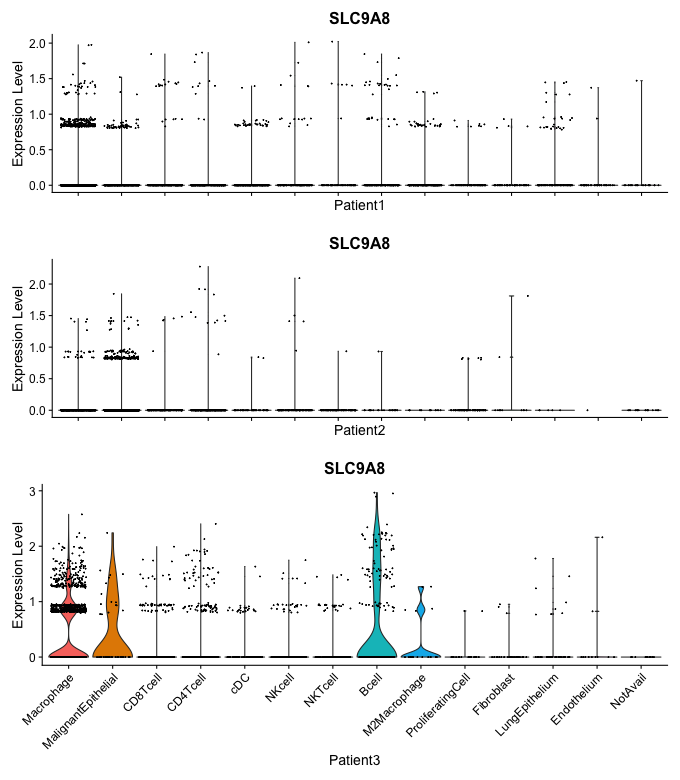 SLC9A8
Expression Level
2.0
1.5
1.0
0.5
0.0
Patient1
SLC9A8
Expression Level
2.0
1.5
1.0
0.5
0.0
Patient2
SLC9A8
Expression Level
3
2
1
0
Macrophage
MalignantEpithelial
CD8Tcell
CD4Tcell
cDC
NKcell
NKTcell
Bcell
M2Macrophage
ProliferatingCell
Fibroblast
LungEpithelium
Endothelium
NotAvail
Patient3